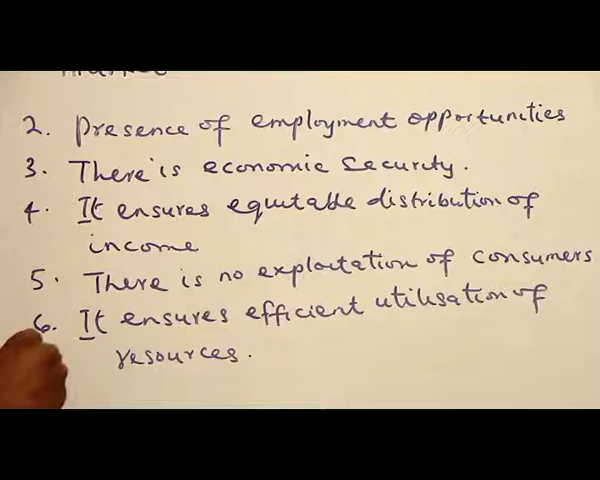 2. Presence of employment opportunities
3. There is economic security.
4. It ensures equitable distribution of
income
5. There is no exploitation of consumers
6. It ensures efficient utilisation of
resources.